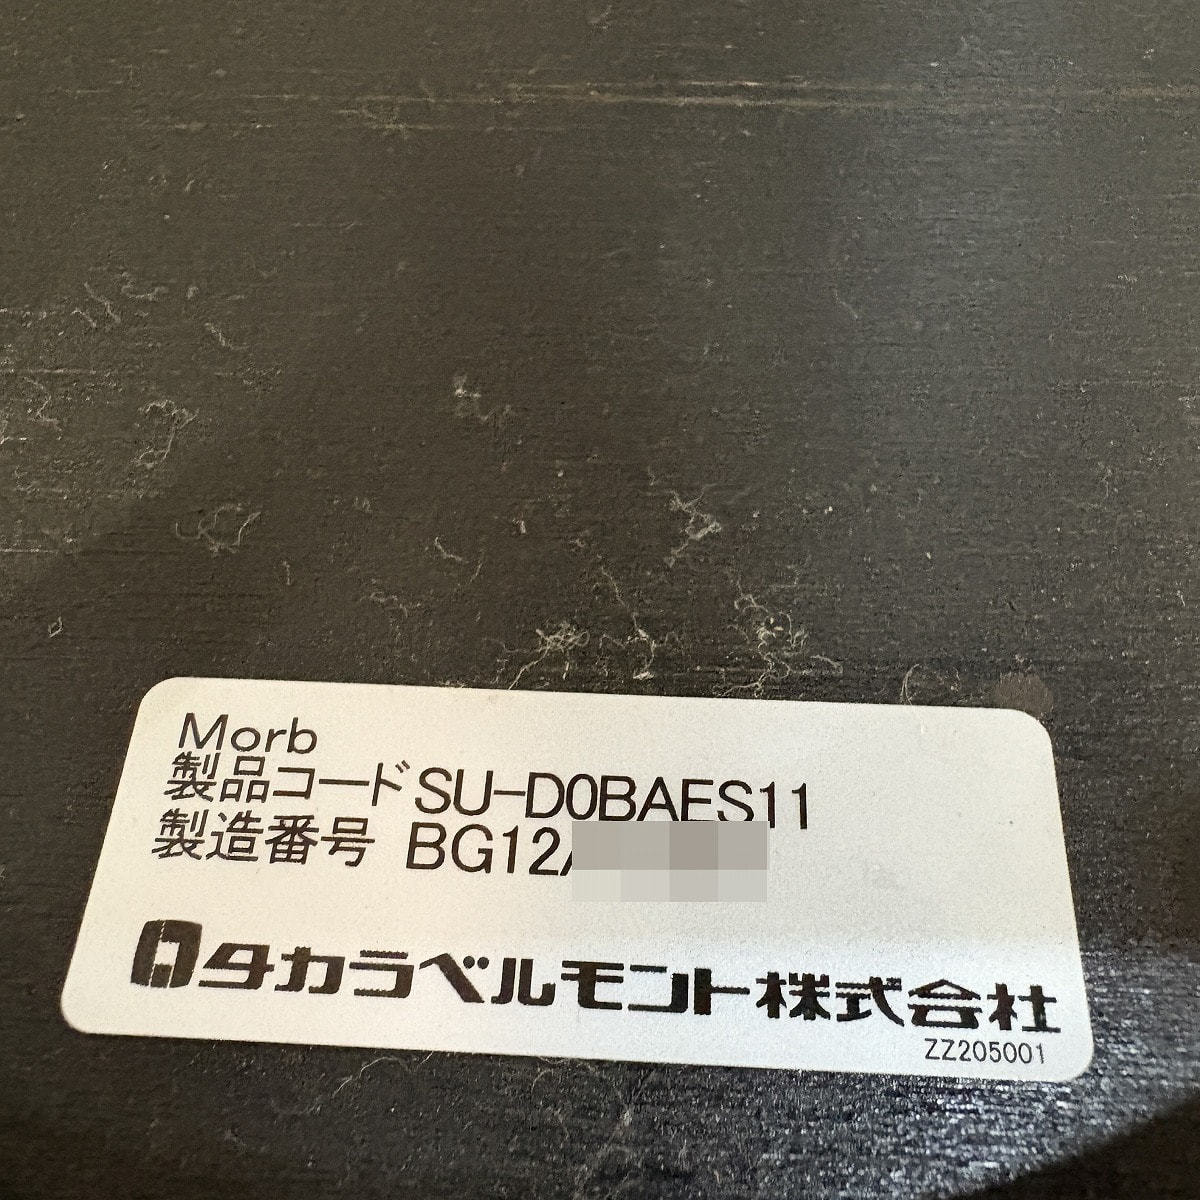 Morb
製品コード SU-D0BAES11
製造番号 BG12
タカラベルモント株式会社
ZZ205001